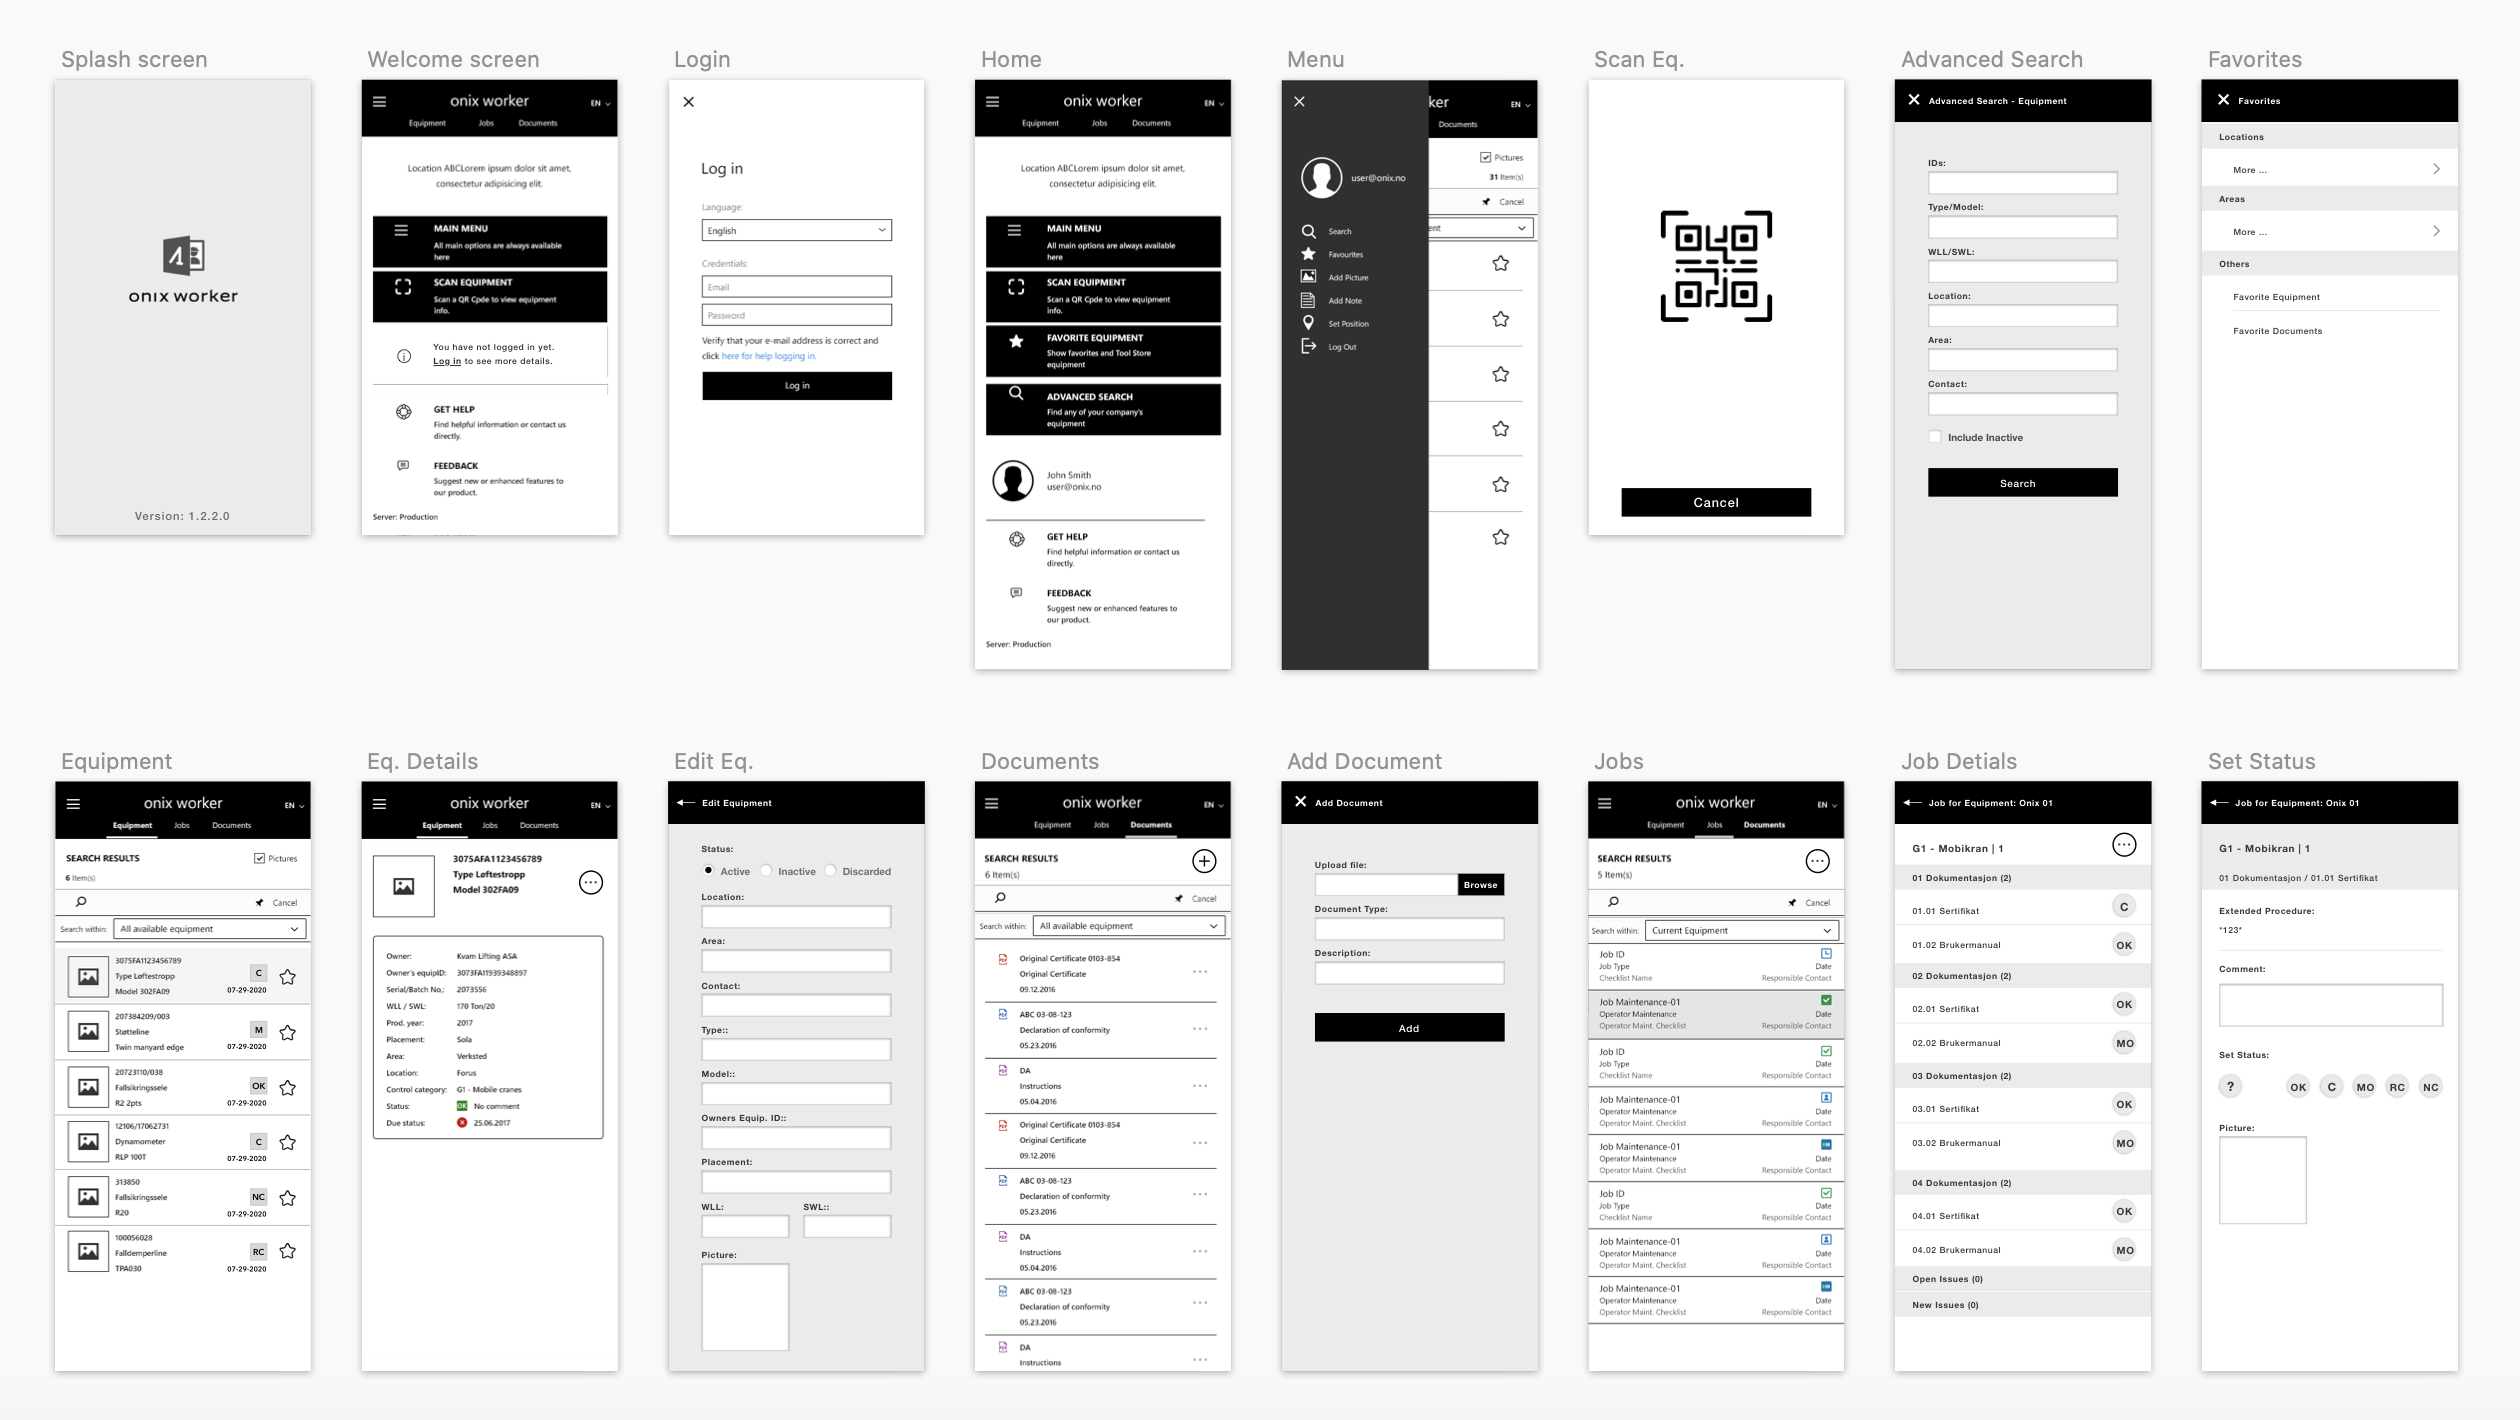 Splash screen
onix worker
Version: 1.2.2.0
Welcome screen
onix worker
EN
Equipment Jobs Documents
Location ABCLorem ipsum dolor sit amet,
consectetur adipisicing elit.
MAIN MENU
All main options are always available
here
SCAN EQUIPMENT
Scan a QR Cpde to view equipment
info.
You have not logged in yet.
Log in to see more details.
GET HELP
Find helpful information or contact us
directly.
FEEDBACK
Suggest new or enhanced features to
our product.
Server: Production
Login
Log in
Language:
English
Credentials:
Email
Password
Verify that your e-mail address is correct and
click here for help logging in.
Log in
Home
onix worker
EN
Equipment Jobs Documents
Location ABCLorem ipsum dolor sit amet,
consectetur adipisicing elit.
MAIN MENU
All main options are always available
here
SCAN EQUIPMENT
Scan a QR Cpde to view equipment
info.
FAVORITE EQUIPMENT
Show favorites and Tool Store
equipment
ADVANCED SEARCH
Find any of your company's
equipment
John Smith
user@onix.no
GET HELP
Find helpful information or contact us
directly.
FEEDBACK
Suggest new or enhanced features to
our product.
Server: Production
Menu
user@onix.no
Search
Favourites
Add Picture
Add Note
Set Position
Log Out
ker
EN
Documents
Pictures
31 Item(s)
Cancel
ent
Scan Eq.
Cancel
Advanced Search
Advanced Search - Equipment
IDs:
Type/Model:
WLL/SWL:
Location:
Area:
Contact:
Include Inactive
Search
Favorites
Favorites
Locations
More ...
Areas
More ...
Others
Favorite Equipment
Favorite Documents
Equipment
onix worker
EN
Equipment Jobs Documents
SEARCH RESULTS
Pictures
6 Item(s)
Cancel
Search within: All available equipment
3075FA1123456789
Type Løftestropp C
Model 302FA09 07-29-2020
207384209/003
Støtteline M
Twin manyard edge 07-29-2020
20723110/038
Fallsikringssele OK
R2 2pts 07-29-2020
12106/17062731
Dynamometer C
RLP 100T 07-29-2020
313850
Fallsikringssele NC
R20 07-29-2020
100056028
Falldemperline RC
TPA030 07-29-2020
Eq. Details
onix worker
EN
Equipment Jobs Documents
3075AFA1123456789
Type Løftestropp
Model 302FA09
Owner: Kvam Lifting ASA
Owner's equipID: 3073FA11939348897
Serial/Batch No,: 2073556
WLL / SWL: 170 Ton/20
Prod. year: 2017
Placement: Sola
Area: Verksted
Location: Forus
Control category: G1 - Mobile cranes
Status: OK No comment
Due status: 25.06.2017
Edit Eq.
Edit Equipment
Status:
Active Inactive Discarded
Location:
Area:
Contact:
Type::
Model::
Owners Equip. ID::
Placement:
WLL: SWL::
Picture:
Documents
onix worker
EN
Equipment Jobs Documents
SEARCH RESULTS
6 Item(s)
Cancel
Search within: All available equipment
Original Certificate 0103-854
Original Certificate
09.12.2016
ABC 03-08-123
Declaration of conformity
05.23.2016
DA
Instructions
05.04.2016
Original Certificate 0103-854
Original Certificate
09.12.2016
ABC 03-08-123
Declaration of conformity
05.23.2016
DA
Instructions
05.04.2016
ABC 03-08-123
Declaration of conformity
05.23.2016
DA
Instructions
Add Document
Add Document
Upload file:
Browse
Document Type:
Description:
Add
Jobs
onix worker
EN
Equipment Jobs Documents
SEARCH RESULTS
5 Item(s)
Cancel
Search within: Current Equipment
Job ID
Job Type Date
Checklist Name Responsible Contact
Job Maintenance-01
Operator Maintenance Date
Operator Maint. Checklist Responsible Contact
Job ID
Job Type Date
Checklist Name Responsible Contact
Job Maintenance-01
Operator Maintenance Date
Operator Maint. Checklist Responsible Contact
Job Maintenance-01
Operator Maintenance Date
Operator Maint. Checklist Responsible Contact
Job ID
Job Type Date
Checklist Name Responsible Contact
Job Maintenance-01
Operator Maintenance Date
Operator Maint. Checklist Responsible Contact
Job Maintenance-01
Operator Maintenance Date
Operator Maint. Checklist Responsible Contact
Job Detials
Job for Equipment: Onix 01
G1 - Mobikran | 1
01 Dokumentasjon (2)
01.01 Sertifikat C
01.02 Brukermanual OK
02 Dokumentasjon (2)
02.01 Sertifikat OK
02.02 Brukermanual MO
03 Dokumentasjon (2)
03.01 Sertifikat OK
03.02 Brukermanual MO
04 Dokumentasjon (2)
04.01 Sertifikat OK
04.02 Brukermanual MO
Open Issues (0)
New Issues (0)
Set Status
Job for Equipment: Onix 01
G1 - Mobikran | 1
01 Dokumentasjon / 01.01 Sertifikat
Extended Procedure:
*123*
Comment:
Set Status:
? OK C MO RC NC
Picture: